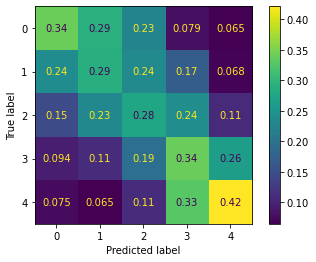 0 0.34 0.29 0.23 0.079 0.065
1 0.24 0.29 0.24 0.17 0.068
2 0.15 0.23 0.28 0.24 0.11
3 0.094 0.11 0.19 0.34 0.26
4 0.075 0.065 0.11 0.33 0.42
0 1 2 3 4
Predicted label
True label
0.40
0.35
0.30
0.25
0.20
0.15
0.10